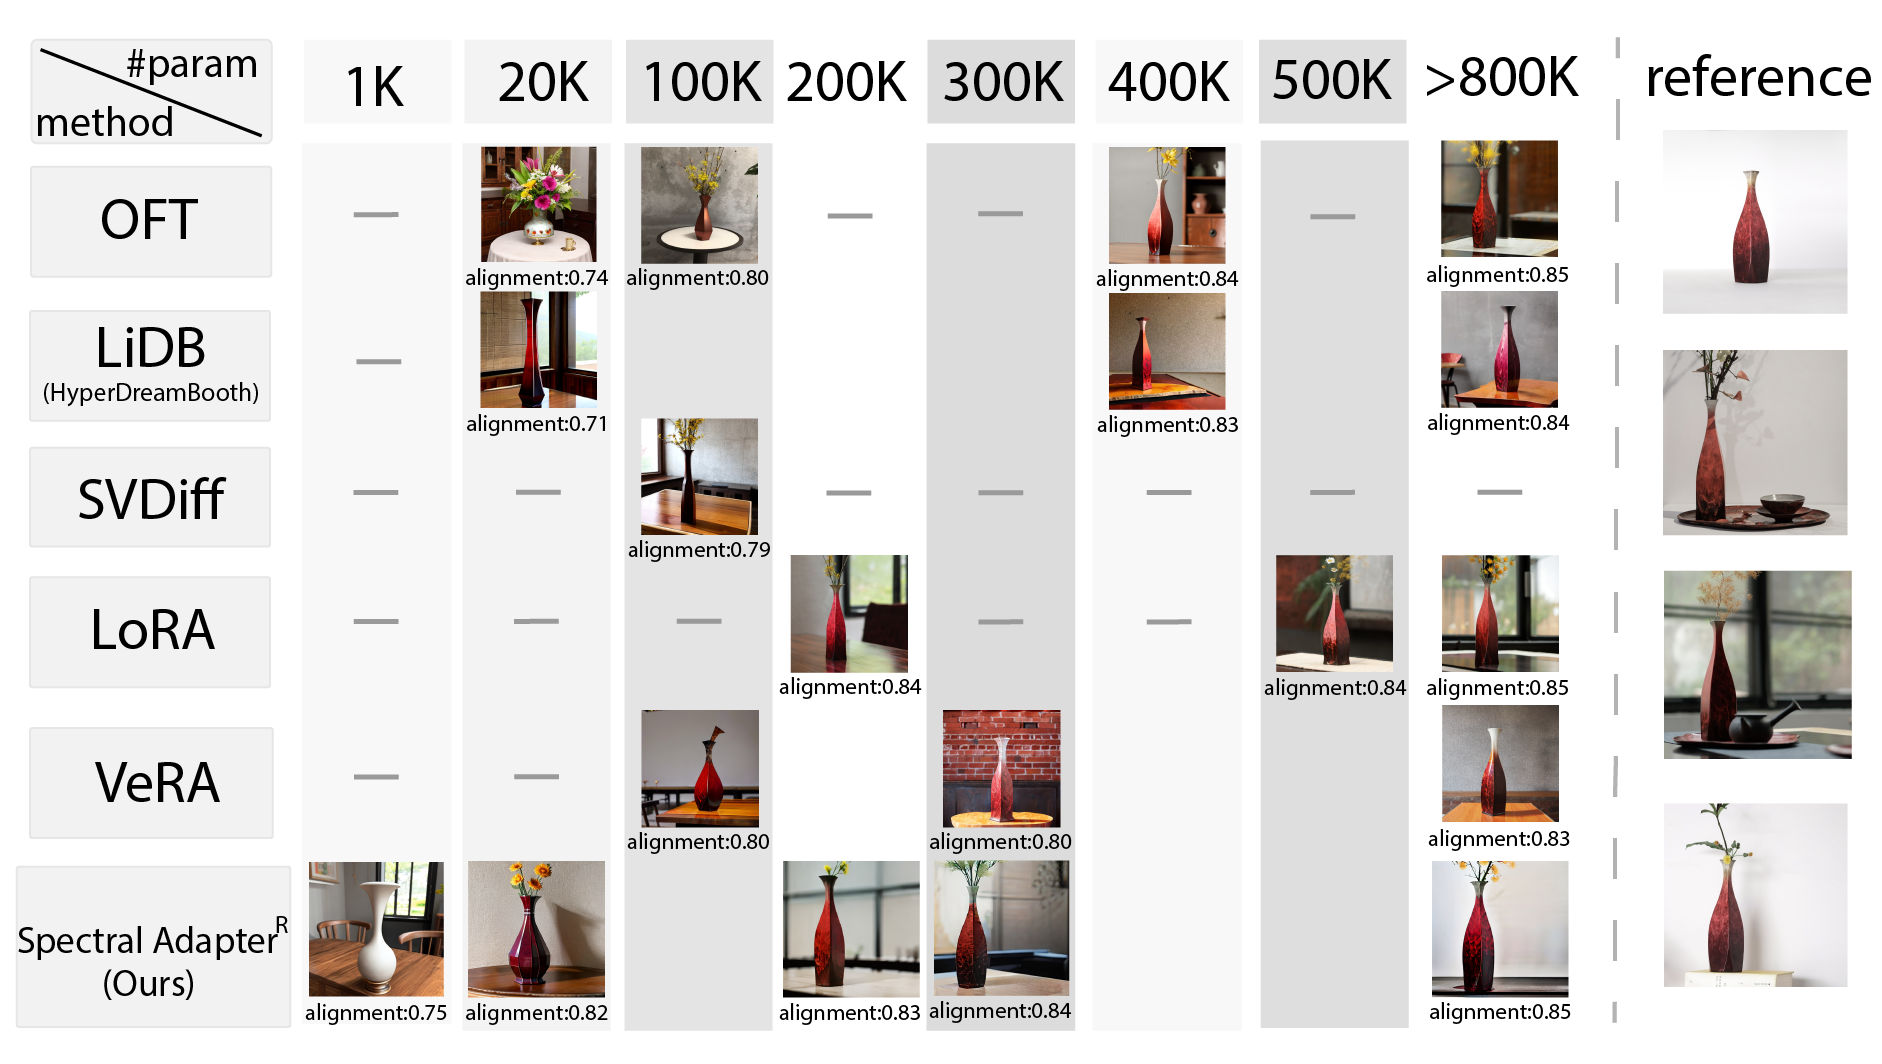 #param
method
1K
20K
100K
200K
300K
400K
500K
>800K
reference
OFT
alignment:0.74
alignment:0.80
alignment:0.84
alignment:0.85
LiDB
(HyperDreamBooth)
alignment:0.71
alignment:0.83
alignment:0.84
SVDiff
alignment:0.79
LoRA
alignment:0.84
alignment:0.84
alignment:0.85
VeRA
alignment:0.80
alignment:0.80
alignment:0.83
Spectral Adapter^R
(Ours)
alignment:0.75
alignment:0.82
alignment:0.83
alignment:0.84
alignment:0.85